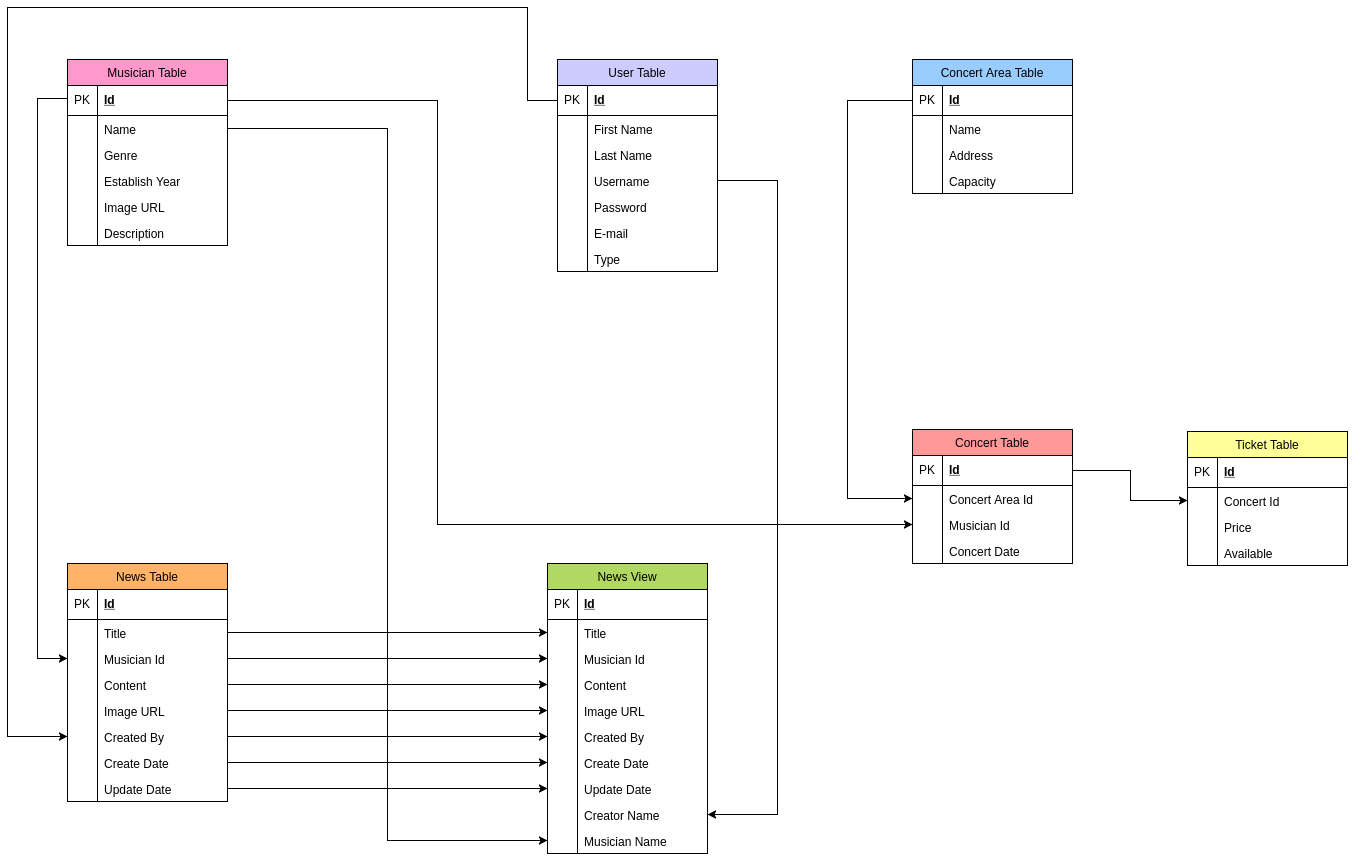 Musician Table
PK Id
Name
Genre
Establish Year
Image URL
Description
User Table
PK Id
First Name
Last Name
Username
Password
E-mail
Type
Concert Area Table
PK Id
Name
Address
Capacity
Concert Table
PK Id
Concert Area Id
Musician Id
Concert Date
Ticket Table
PK Id
Concert Id
Price
Available
News Table
PK Id
Title
Musician Id
Content
Image URL
Created By
Create Date
Update Date
News View
PK Id
Title
Musician Id
Content
Image URL
Created By
Create Date
Update Date
Creator Name
Musician Name